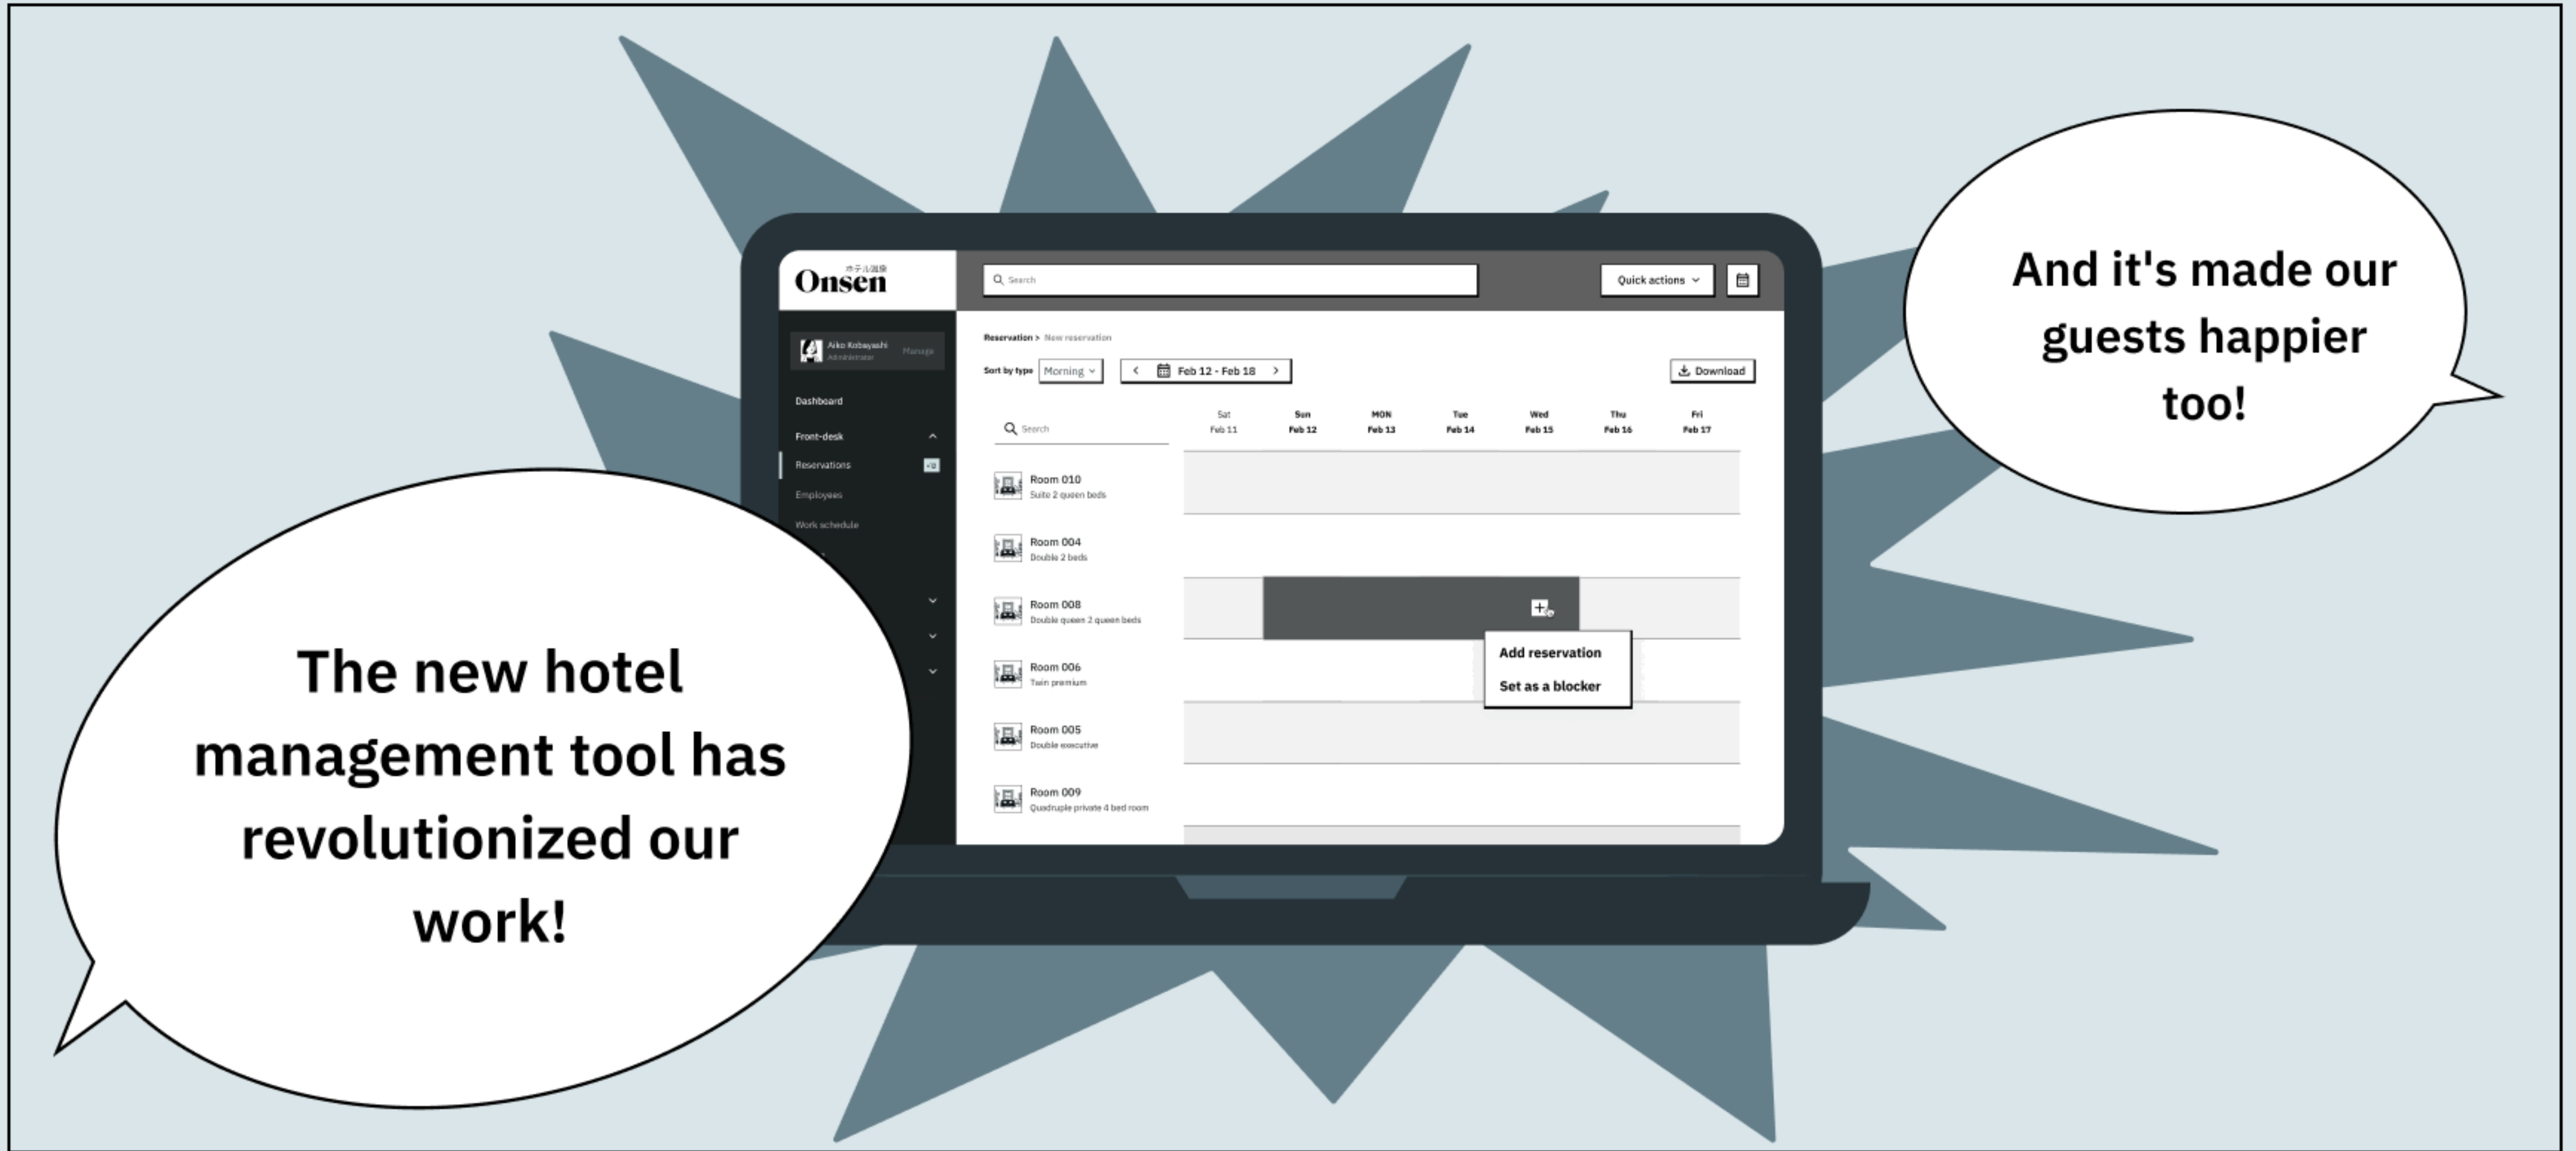 ホテル温泉
Onsen
Search
Quick actions
Aiko Kobayashi
Administrator
Manage
Dashboard
Front-desk
Reservations
Employees
Work schedule
Reservation > New reservation
Sort by type
Morning
Feb 12 - Feb 18
Download
Search
Sat Sun MON Tue Wed Thu Fri
Feb 11 Feb 12 Feb 13 Feb 14 Feb 15 Feb 16 Feb 17
Room 010
Suite 2 queen beds
Room 004
Double 2 beds
Room 008
Double queen 2 queen beds
Add reservation
Set as a blocker
Room 006
Twin premium
Room 005
Double executive
Room 009
Quadruple private 4 bed room
The new hotel
management tool has
revolutionized our
work!
And it's made our
guests happier
too!